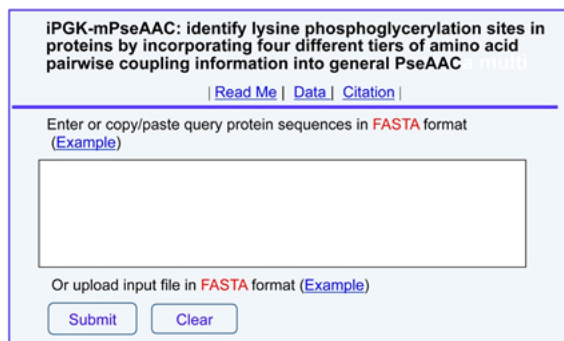 iPGK-mPseAAC: identify lysine phosphoglycerylation sites in
proteins by incorporating four different tiers of amino acid
pairwise coupling information into general PseAAC a multi
| Read Me | Data | Citation |
Enter or copy/paste query protein sequences in FASTA format
(Example)
Or upload input file in FASTA format (Example)
Submit Clear